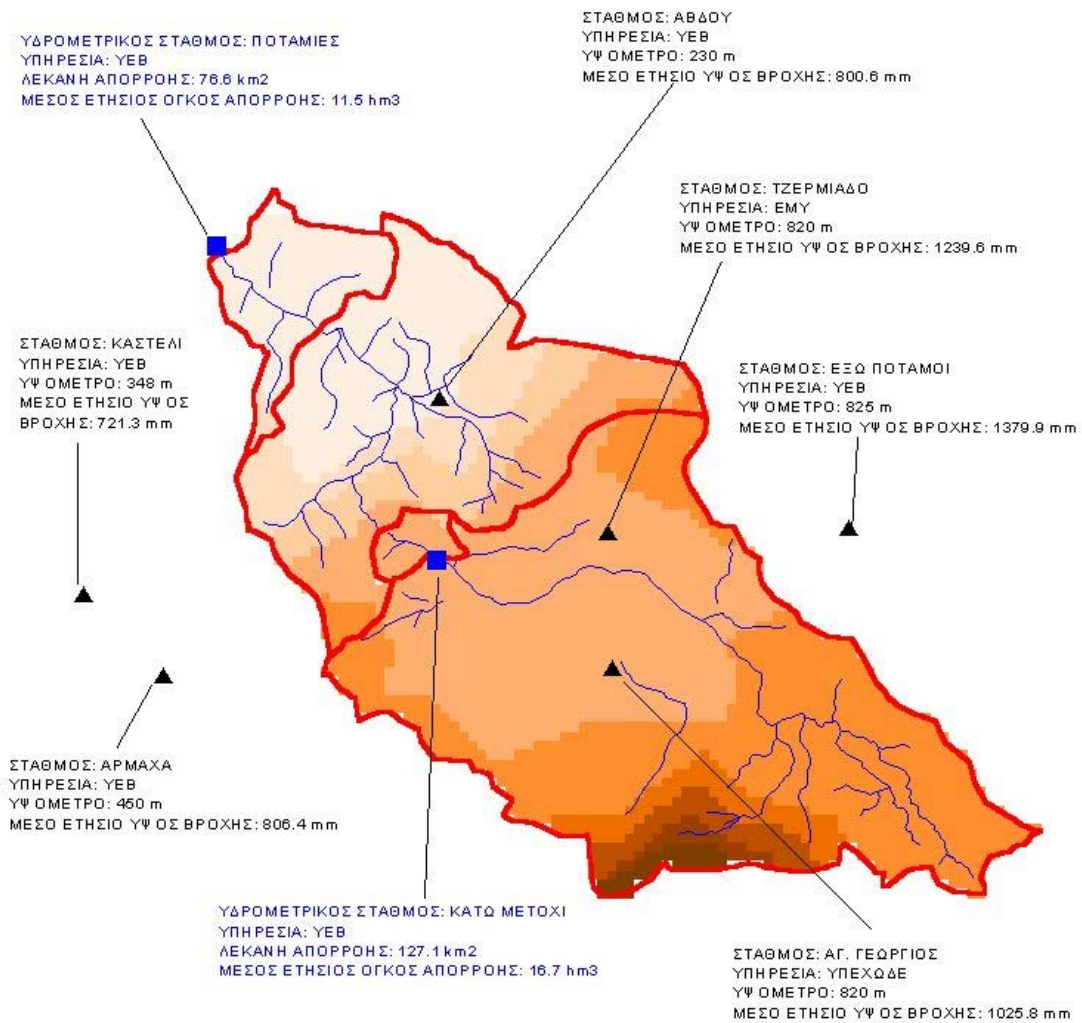 ΣΤΑΘΜΟΣ: ΑΒΔΟΥ
ΥΠΗΡΕΣΙΑ: ΥΕΒ
ΥΨΟΜΕΤΡΟ: 230 m
ΜΕΣΟ ΕΤΗΣΙΟ ΥΨΟΣ ΒΡΟΧΗΣ: 800.6 mm
ΥΔΡΟΜΕΤΡΙΚΟΣ ΣΤΑΘΜΟΣ: ΠΟΤΑΜΙΕΣ
ΥΠΗΡΕΣΙΑ: ΥΕΒ
ΛΕΚΑΝΗ ΑΠΟΡΡΟΗΣ: 76.6 km2
ΜΕΣΟΣ ΕΤΗΣΙΟΣ ΟΓΚΟΣ ΑΠΟΡΡΟΗΣ: 11.5 hm3
ΣΤΑΘΜΟΣ: ΤΖΕΡΜΙΑΔΟ
ΥΠΗΡΕΣΙΑ: ΕΜΥ
ΥΨΟΜΕΤΡΟ: 820 m
ΜΕΣΟ ΕΤΗΣΙΟ ΥΨΟΣ ΒΡΟΧΗΣ: 1239.6 mm
ΣΤΑΘΜΟΣ: ΚΑΣΤΕΛΙ
ΥΠΗΡΕΣΙΑ: ΥΕΒ
ΥΨΟΜΕΤΡΟ: 348 m
ΜΕΣΟ ΕΤΗΣΙΟ ΥΨΟΣ
ΒΡΟΧΗΣ: 721.3 mm
ΣΤΑΘΜΟΣ: ΕΞΩ ΠΟΤΑΜΟΙ
ΥΠΗΡΕΣΙΑ: ΥΕΒ
ΥΨΟΜΕΤΡΟ: 825 m
ΜΕΣΟ ΕΤΗΣΙΟ ΥΨΟΣ ΒΡΟΧΗΣ: 1379.9 mm
ΣΤΑΘΜΟΣ: ΑΡΜΑΧΑ
ΥΠΗΡΕΣΙΑ: ΥΕΒ
ΥΨΟΜΕΤΡΟ: 450 m
ΜΕΣΟ ΕΤΗΣΙΟ ΥΨΟΣ ΒΡΟΧΗΣ: 806.4 mm
ΥΔΡΟΜΕΤΡΙΚΟΣ ΣΤΑΘΜΟΣ: ΚΑΤΩ ΜΕΤΟΧΙ
ΥΠΗΡΕΣΙΑ: ΥΕΒ
ΛΕΚΑΝΗ ΑΠΟΡΡΟΗΣ: 127.1 km2
ΜΕΣΟΣ ΕΤΗΣΙΟΣ ΟΓΚΟΣ ΑΠΟΡΡΟΗΣ: 16.7 hm3
ΣΤΑΘΜΟΣ: ΑΓ. ΓΕΩΡΓΙΟΣ
ΥΠΗΡΕΣΙΑ: ΥΠΕΧΩΔΕ
ΥΨΟΜΕΤΡΟ: 820 m
ΜΕΣΟ ΕΤΗΣΙΟ ΥΨΟΣ ΒΡΟΧΗΣ: 1025.8 mm